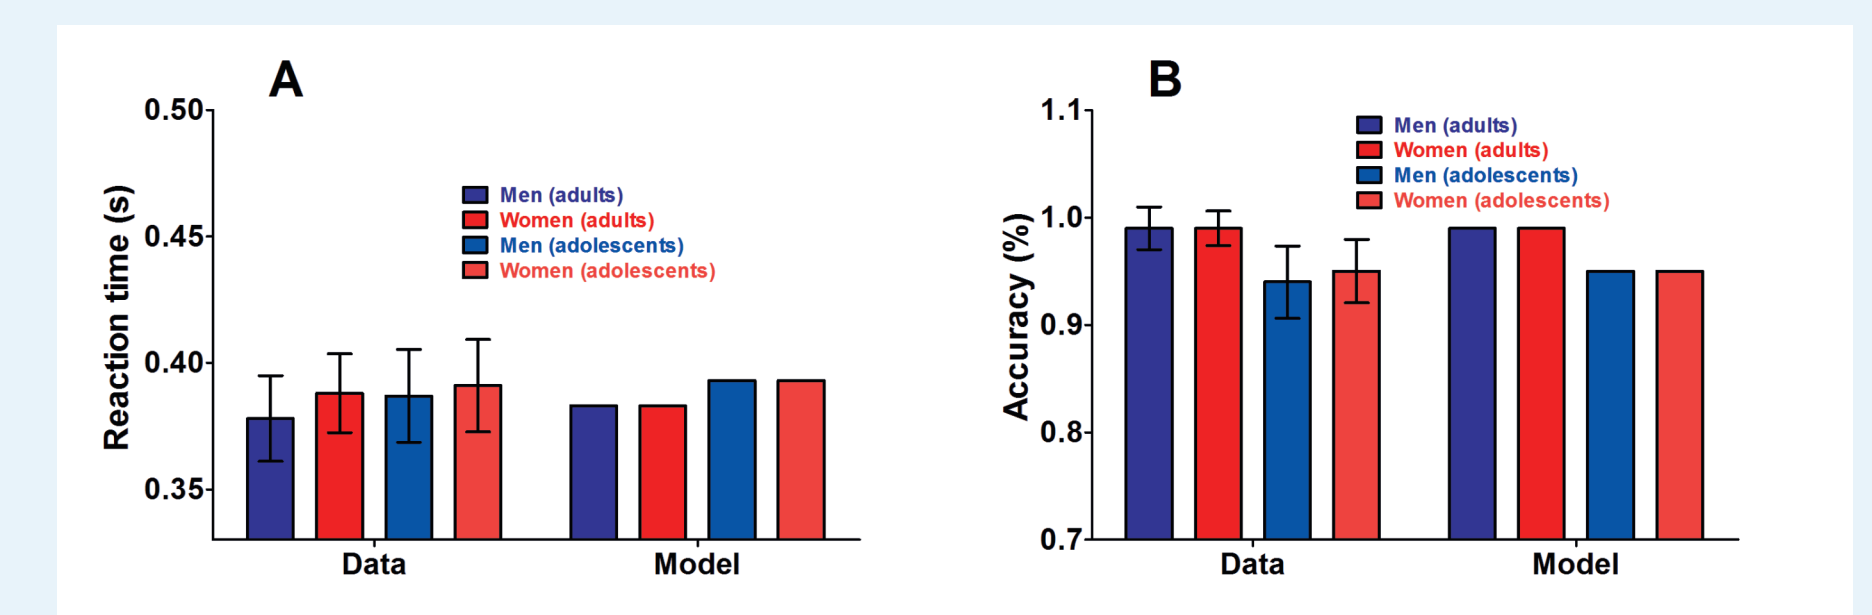 A
0.50
0.45
0.40
0.35
Reaction time (s)
Men (adults)
Women (adults)
Men (adolescents)
Women (adolescents)
Data
Model
B
1.1
1.0
0.9
0.8
0.7
Accuracy (%)
Men (adults)
Women (adults)
Men (adolescents)
Women (adolescents)
Data
Model